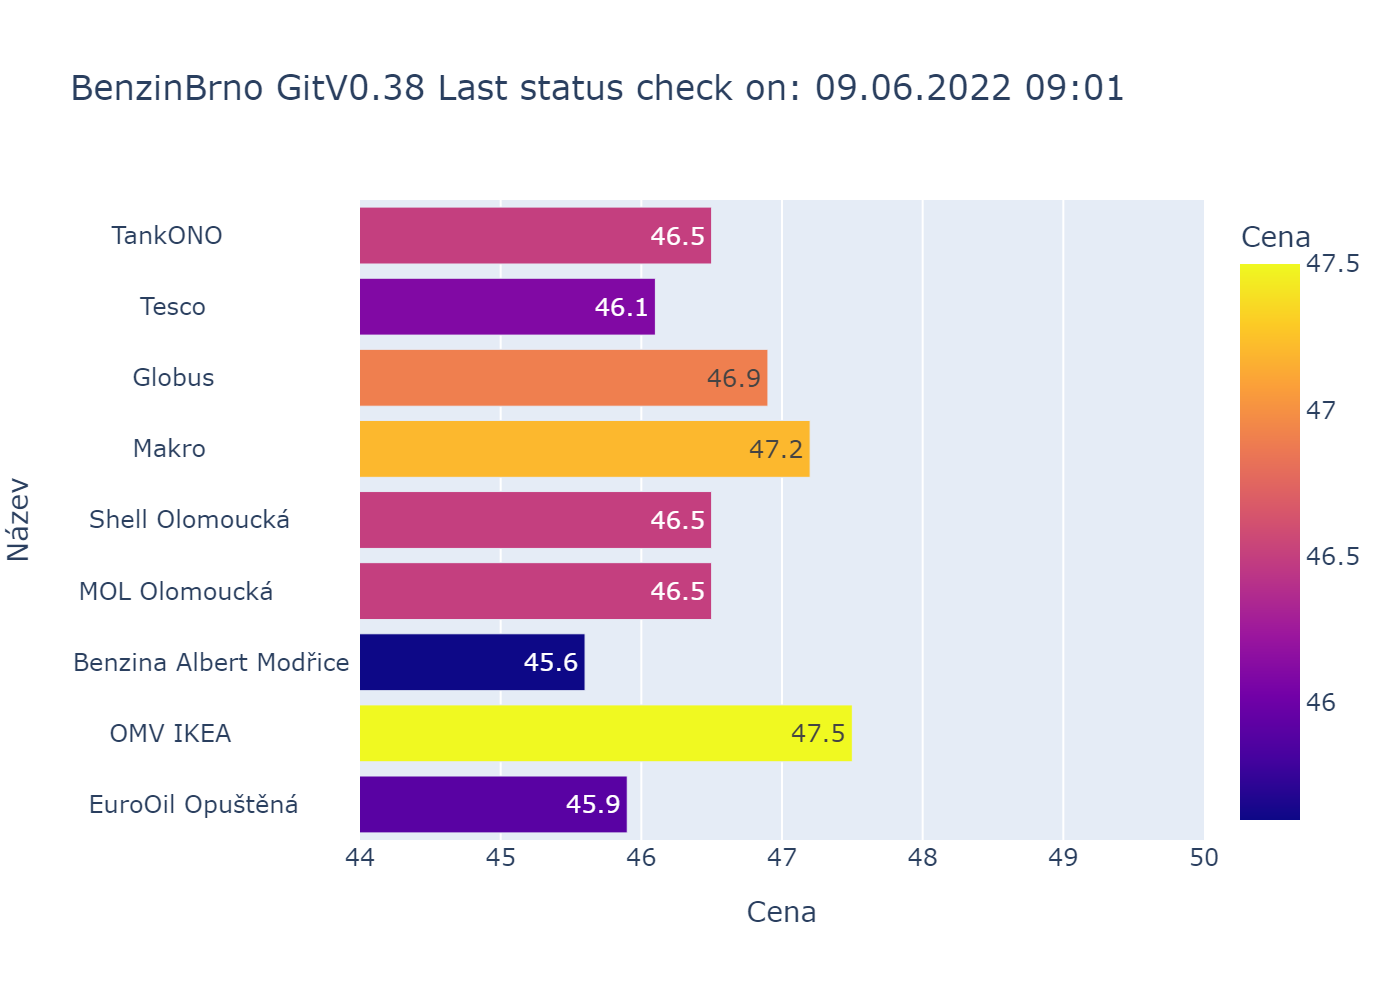 BenzinBrno GitV0.38 Last status check on: 09.06.2022 09:01
TankONO
46.5
Tesco
46.1
Globus
46.9
Makro
47.2
Shell Olomoucká
46.5
MOL Olomoucká
46.5
Benzina Albert Modřice
45.6
OMV IKEA
47.5
EuroOil Opuštěná
45.9
Název
44 45 46 47 48 49 50
Cena
Cena
47.5
47
46.5
46